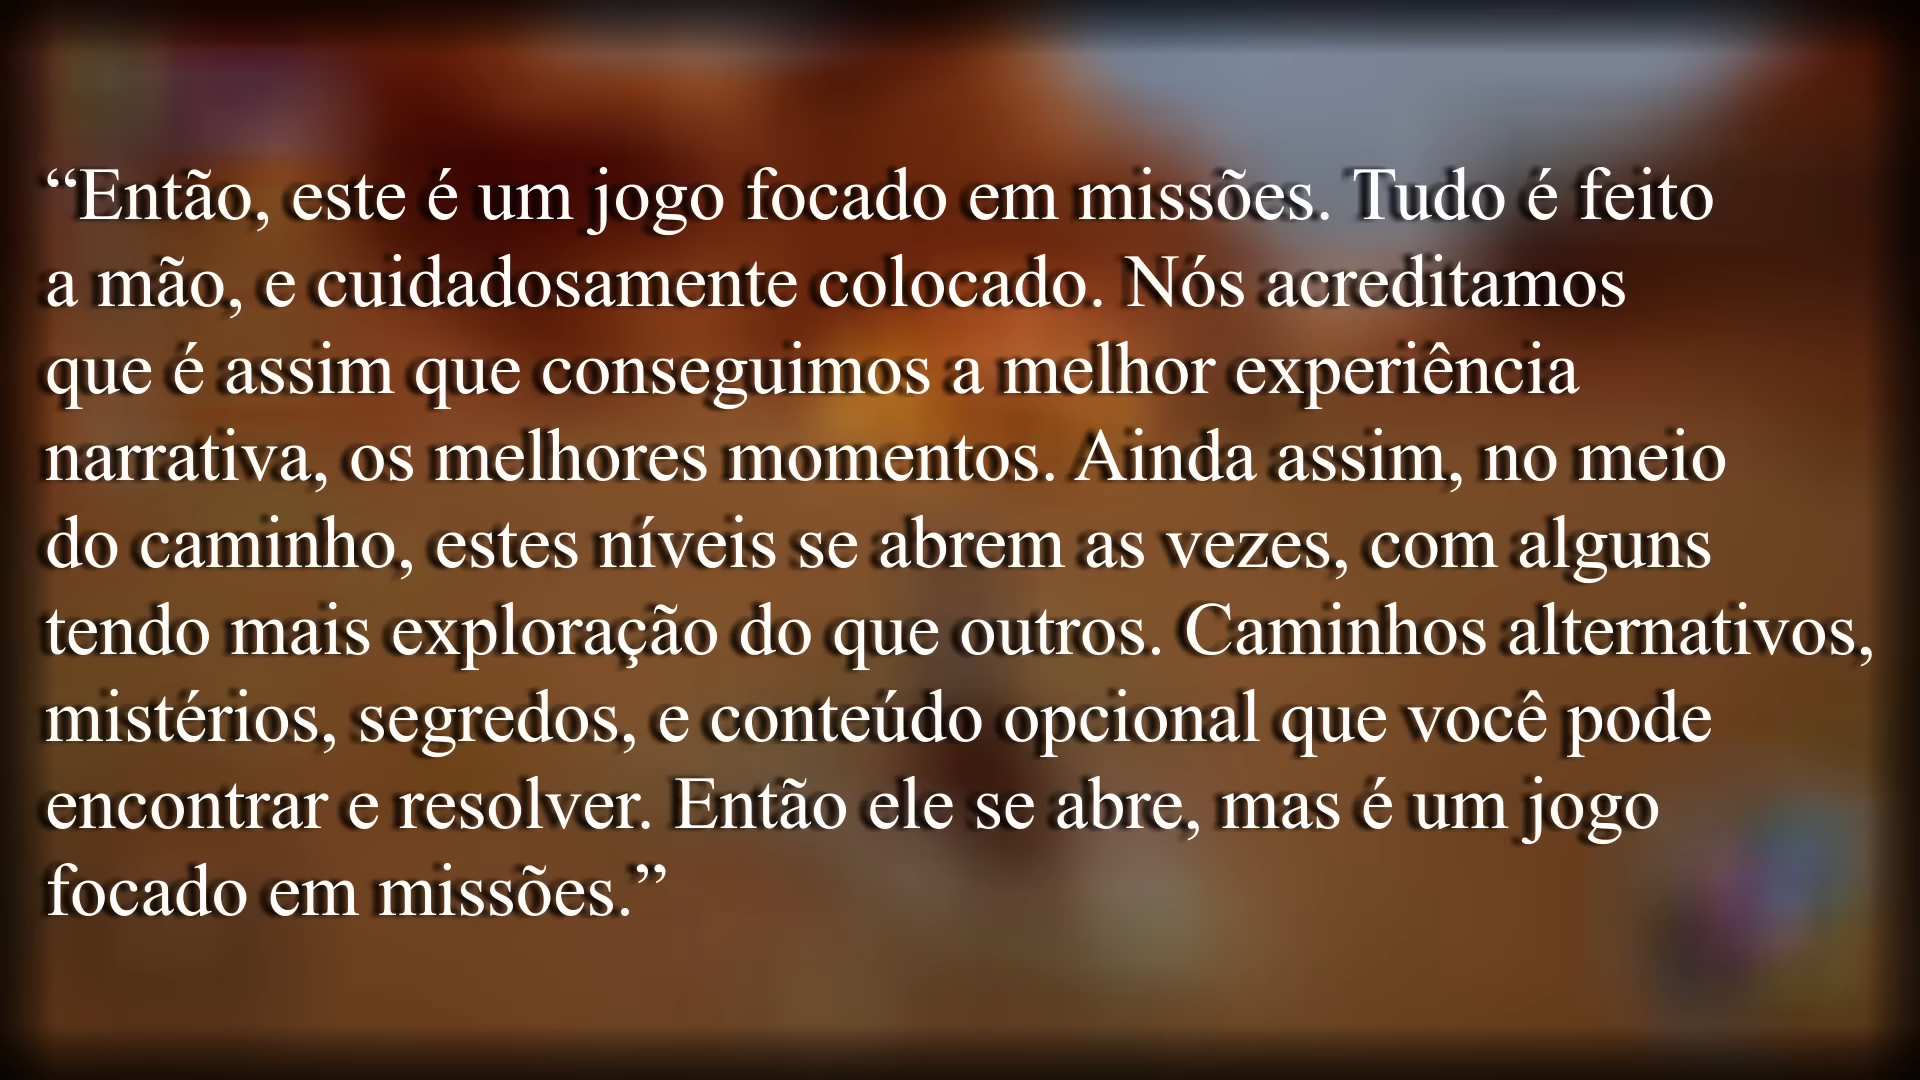 “Então, este é um jogo focado em missões. Tudo é feito
a mão, e cuidadosamente colocado. Nós acreditamos
que é assim que conseguimos a melhor experiência
narrativa, os melhores momentos. Ainda assim, no meio
do caminho, estes níveis se abrem as vezes, com alguns
tendo mais exploração do que outros. Caminhos alternativos,
mistérios, segredos, e conteúdo opcional que você pode
encontrar e resolver. Então ele se abre, mas é um jogo
focado em missões.”